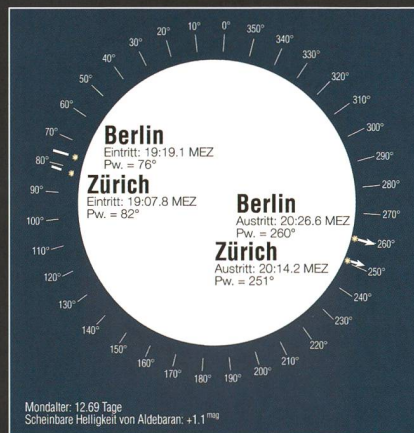 10° 0° 350°
20° 340°
30° 330°
40° 320°
50° 310°
60° 300°
70° 290°
80° 280°
90° 270°
100° 260°
110° 250°
120° 240°
130° 230°
140° 220°
150° 210°
160° 200°
170° 180° 190°
Berlin
Eintritt: 19:19.1 MEZ
Pw. = 76°
Zürich
Eintritt: 19:07.8 MEZ
Pw. = 82°
Berlin
Austritt: 20:26.6 MEZ
Pw. = 260°
Zürich
Austritt: 20:14.2 MEZ
Pw. = 251°
Mondalter: 12.69 Tage
Scheinbare Helligkeit von Aldebaran: +1.1 mag